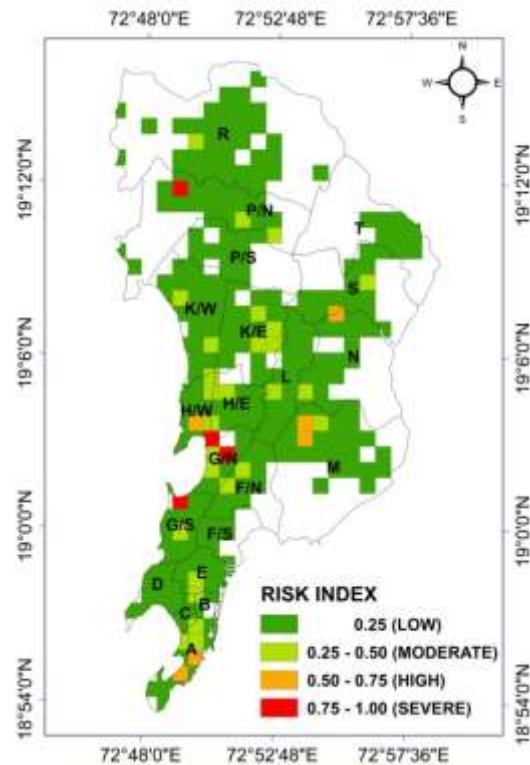 72°48'0"E 72°52'48"E 72°57'36"E
N
W E
S
19°12'0"N 19°12'0"N
R
P/N
T
P/S
S
K/W
K/E
19°6'0"N 19°6'0"N
N
L
H/E
H/W
G/N
M
F/N
19°0'0"N 19°0'0"N
G/S
F/S
E
D
B
C
A
RISK INDEX
0.25 (LOW)
0.25 - 0.50 (MODERATE)
0.50 - 0.75 (HIGH)
0.75 - 1.00 (SEVERE)
18°54'0"N 18°54'0"N
72°48'0"E 72°52'48"E 72°57'36"E